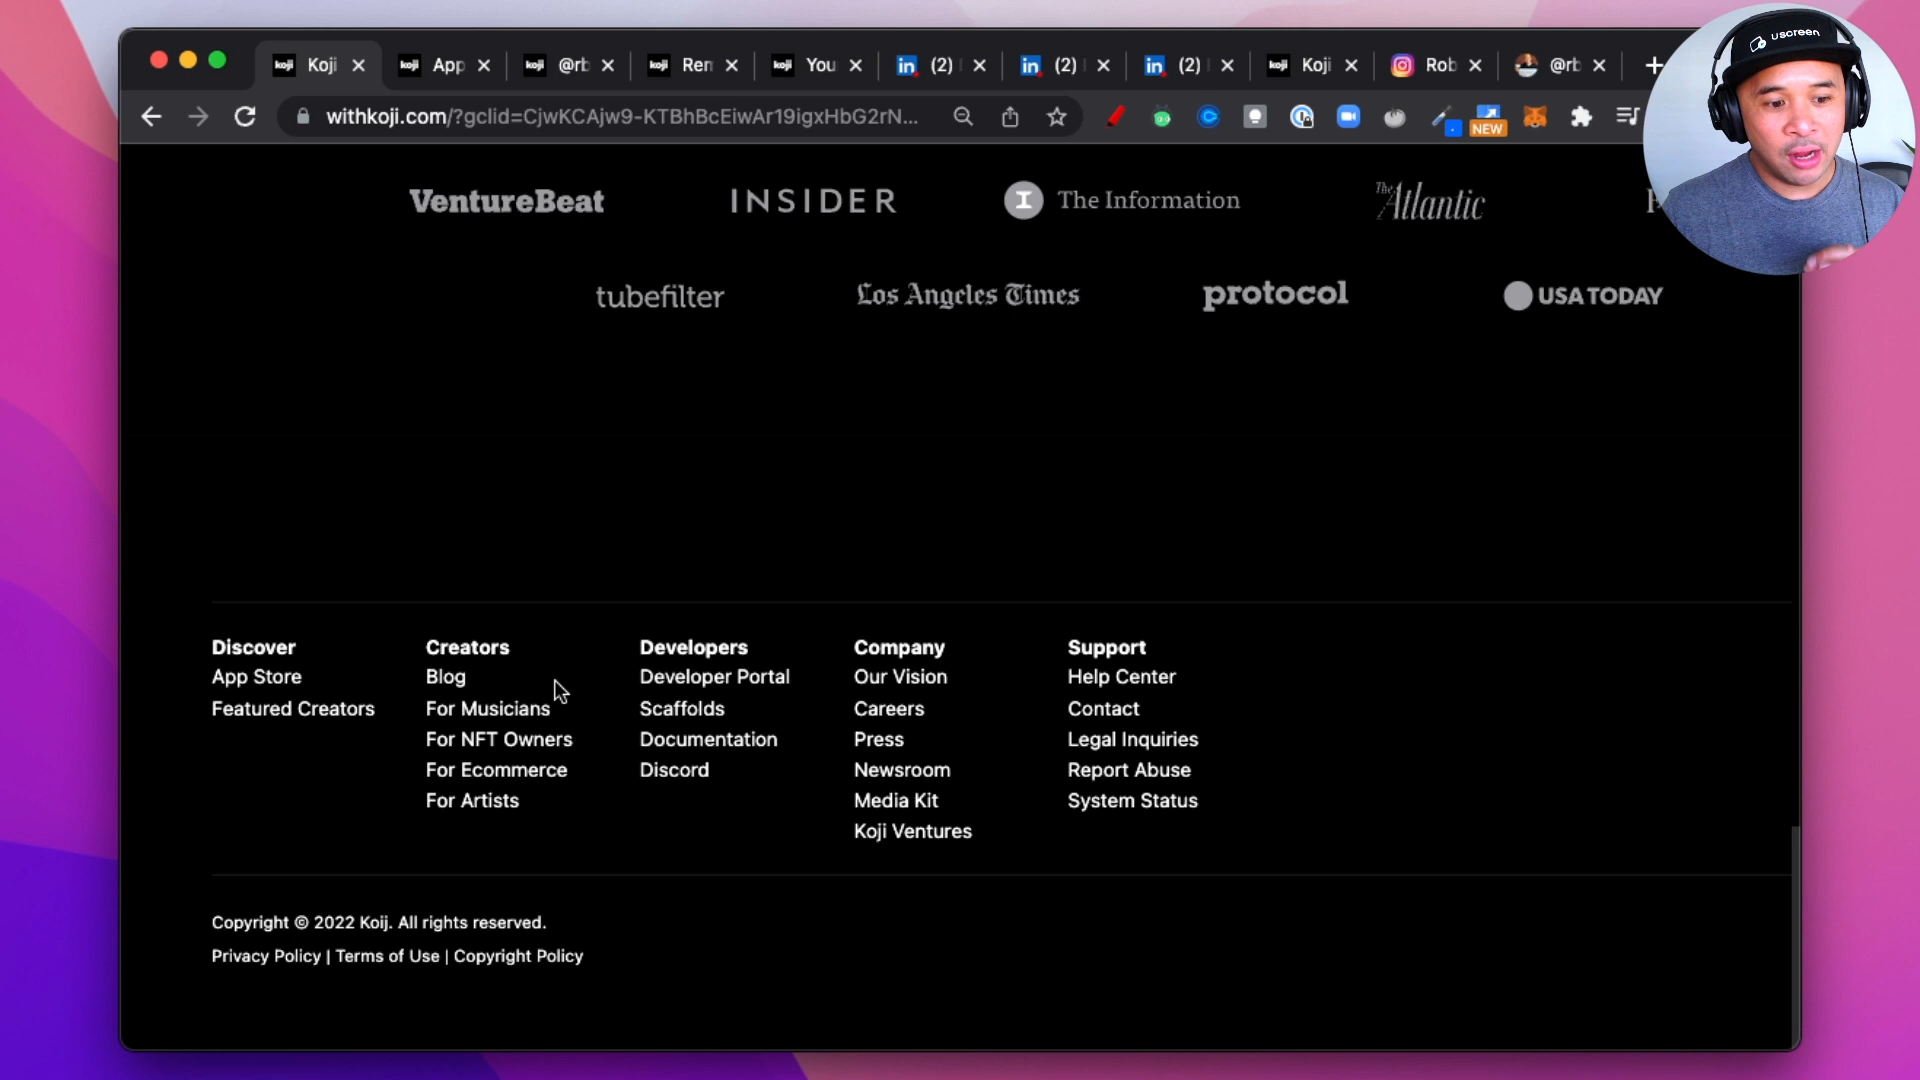 Koji
App
@rb
Ren
You
(2)
(2)
(2)
Koji
Rob
@rb
withkoji.com/?gclid=CjwKCAjw9-KTBhBcEiwAr19igxHbG2rN...
NEW
uscreen
VentureBeat
INSIDER
The Information
The Atlantic
tubefilter
Los Angeles Times
protocol
USA TODAY
Discover
App Store
Featured Creators
Creators
Blog
For Musicians
For NFT Owners
For Ecommerce
For Artists
Developers
Developer Portal
Scaffolds
Documentation
Discord
Company
Our Vision
Careers
Press
Newsroom
Media Kit
Koji Ventures
Support
Help Center
Contact
Legal Inquiries
Report Abuse
System Status
Copyright © 2022 Koij. All rights reserved.
Privacy Policy | Terms of Use | Copyright Policy